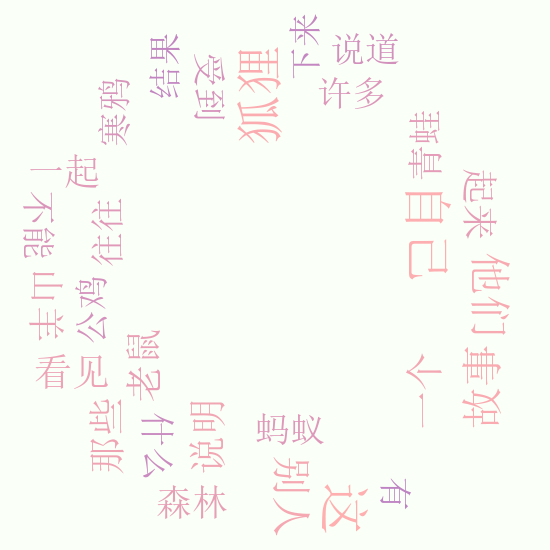 下来
说道
结果
受到
狐狸
许多
寒鸦
青蛙
一起
自己
起来
不能
往往
他们
山羊
公鸡
看见
老鼠
一个
故事
那些
什么
说明
蚂蚁
森林
别人
这
有